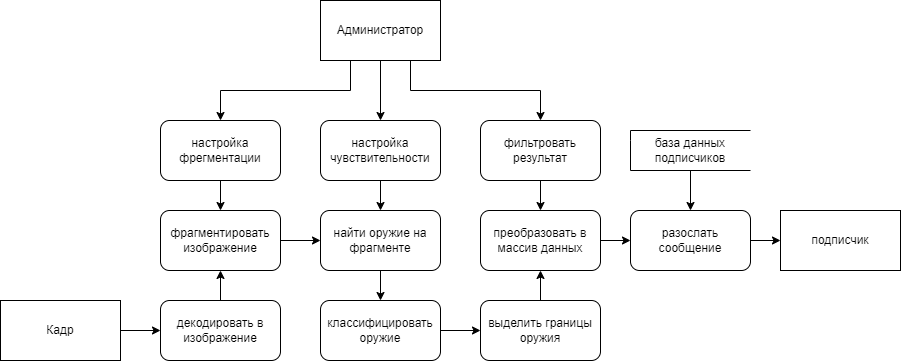 Администратор
настройка
фрегментации
настройка
чувствительности
фильтровать
результат
база данных
подписчиков
фрагментировать
изображение
найти оружие на
фрагменте
преобразовать в
массив данных
разослать
сообщение
подписчик
Кадр
декодировать в
изображение
классифицировать
оружие
выделить границы
оружия